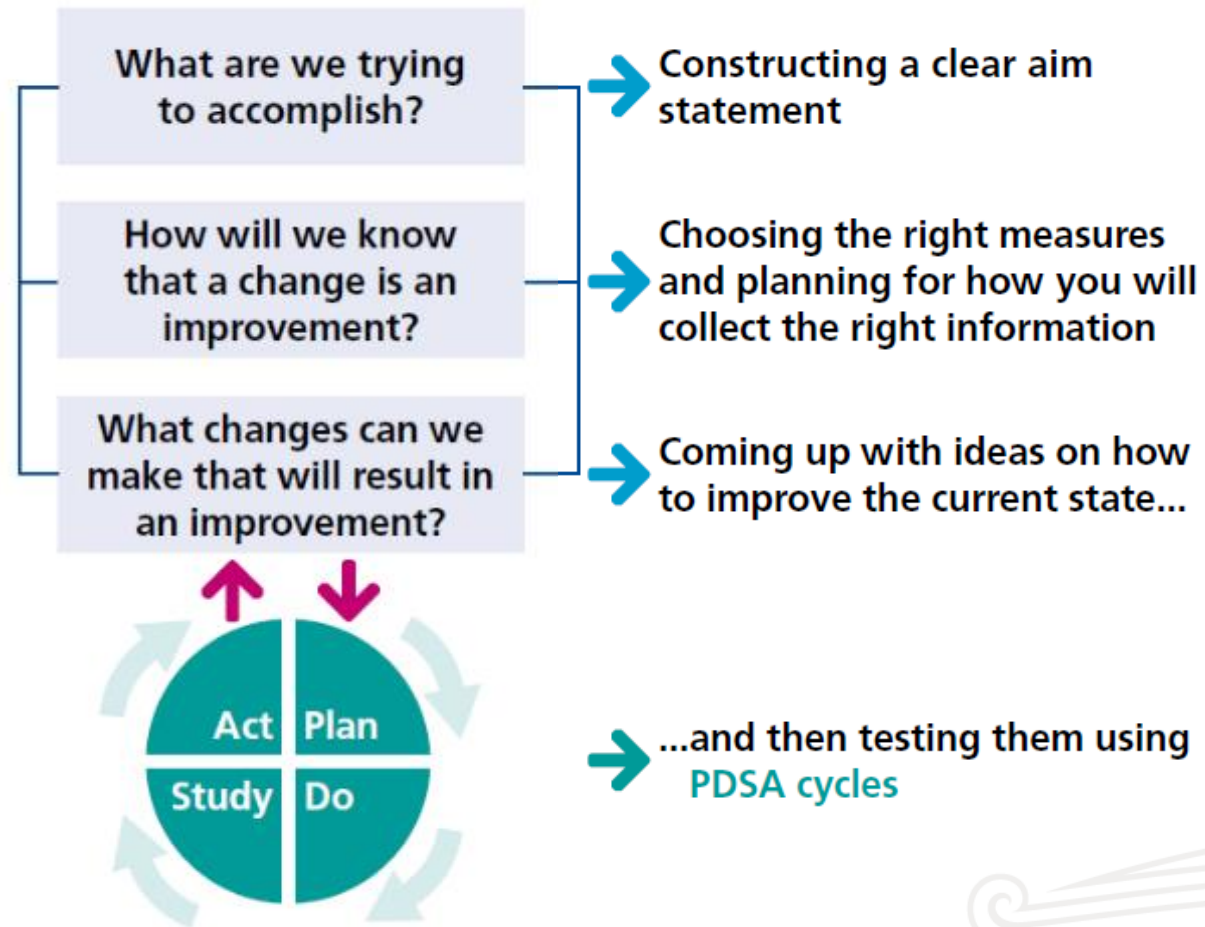 What are we trying
to accomplish?
Constructing a clear aim
statement
How will we know
that a change is an
improvement?
Choosing the right measures
and planning for how you will
collect the right information
What changes can we
make that will result in
an improvement?
Coming up with ideas on how
to improve the current state...
Act Plan
Study Do
...and then testing them using
PDSA cycles